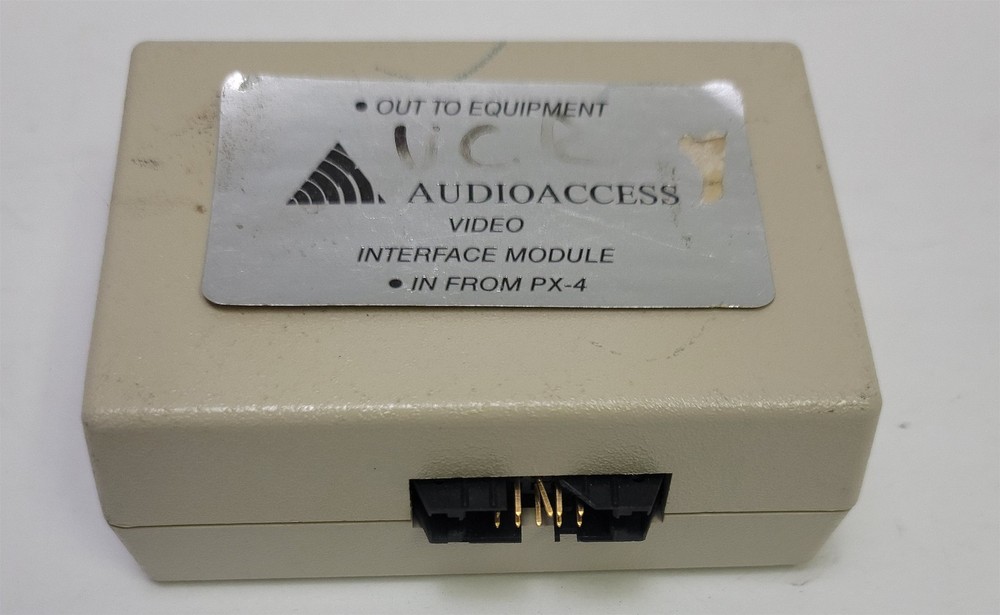 • OUT TO EQUIPMENT
AUDIOACCESS
VIDEO
INTERFACE MODULE
• IN FROM PX-4